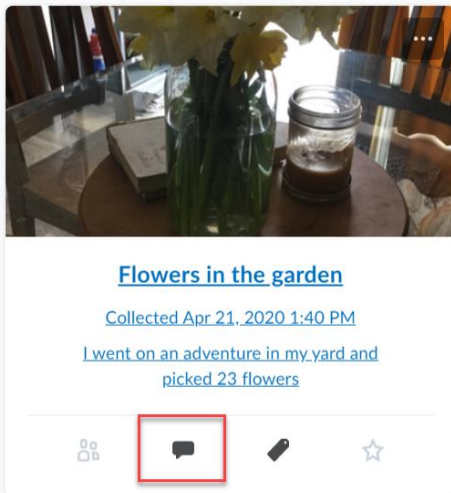 Flowers in the garden
Collected Apr 21, 2020 1:40 PM
I went on an adventure in my yard and
picked 23 flowers